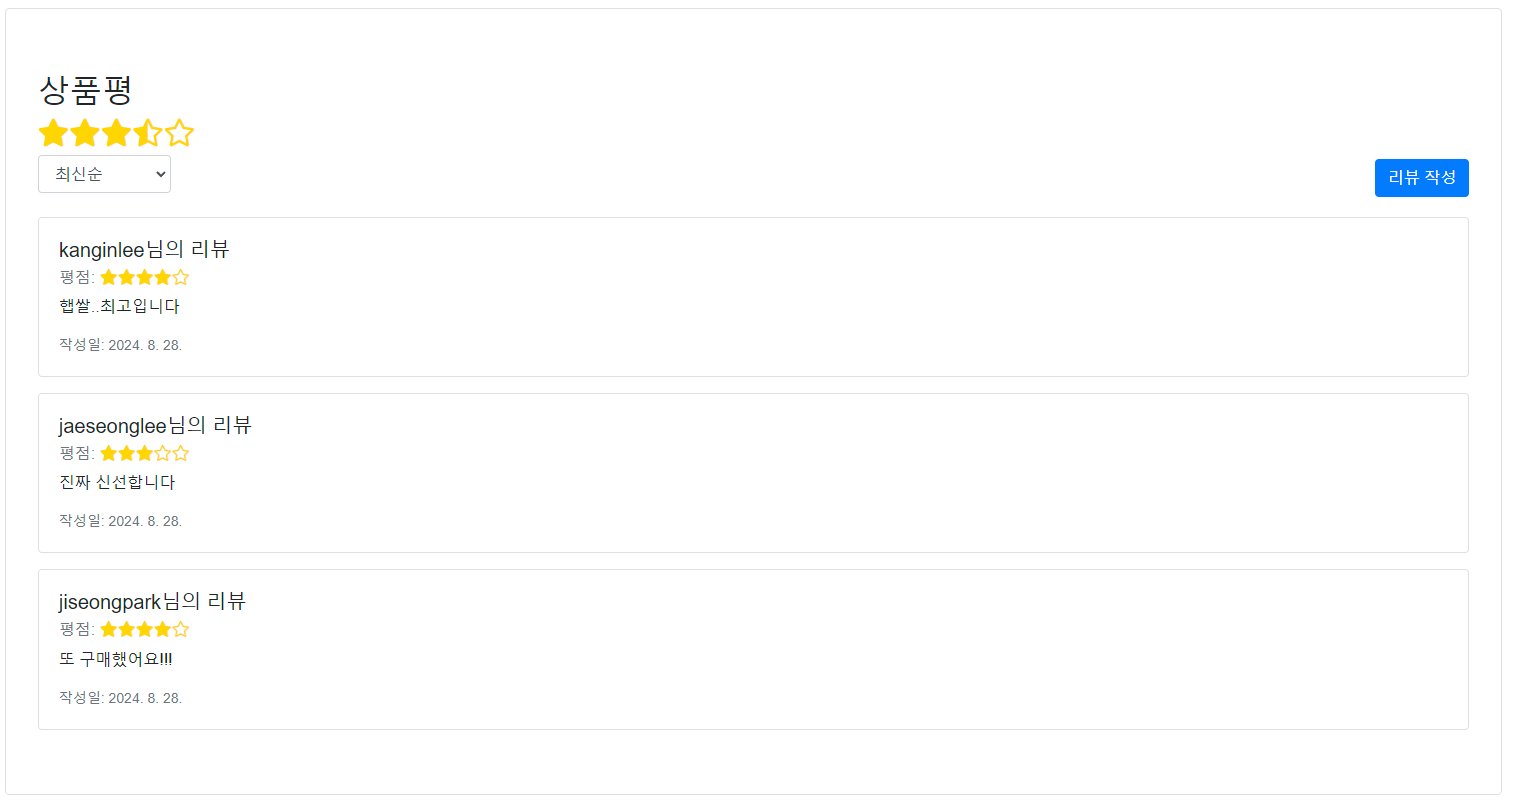 상품평
최신순
리뷰 작성
kanginlee님의 리뷰
평점:
햅쌀..최고입니다
작성일: 2024. 8. 28.
jaeseonglee님의 리뷰
평점:
진짜 신선합니다
작성일: 2024. 8. 28.
jiseongpark님의 리뷰
평점:
또 구매했어요!!!
작성일: 2024. 8. 28.